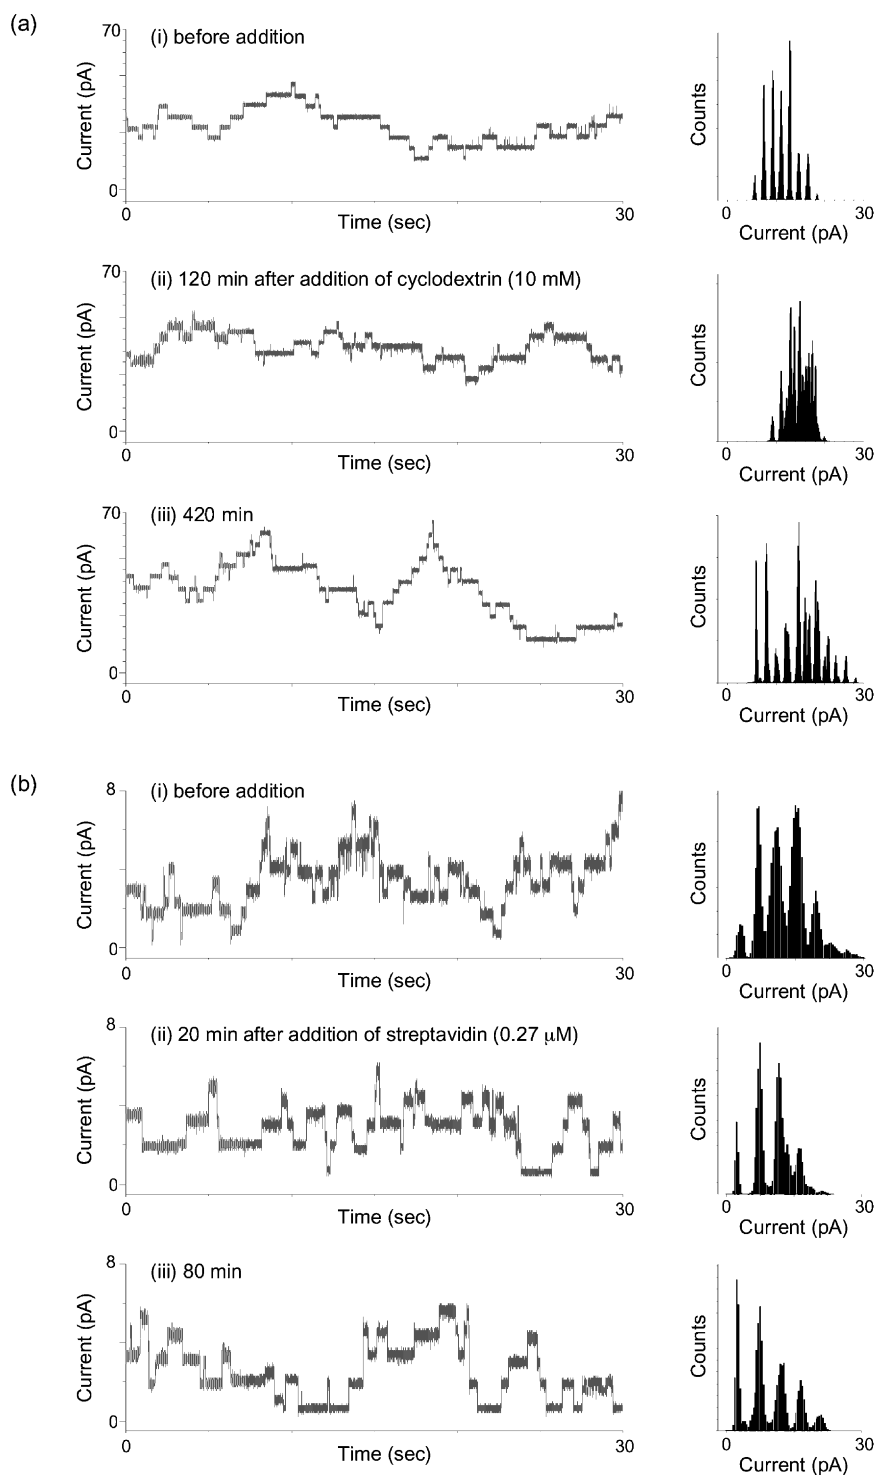 (a)
(i) before addition
70
Current (pA)
0
0
30
Time (sec)
Counts
0
30
Current (pA)
(ii) 120 min after addition of cyclodextrin (10 mM)
70
Current (pA)
0
0
30
Time (sec)
Counts
0
30
Current (pA)
(iii) 420 min
70
Current (pA)
0
0
30
Time (sec)
Counts
0
30
Current (pA)
(b)
(i) before addition
8
Current (pA)
0
0
30
Time (sec)
Counts
0
30
Current (pA)
(ii) 20 min after addition of streptavidin (0.27 μM)
8
Current (pA)
0
0
30
Time (sec)
Counts
0
30
Current (pA)
(iii) 80 min
8
Current (pA)
0
0
30
Time (sec)
Counts
0
30
Current (pA)